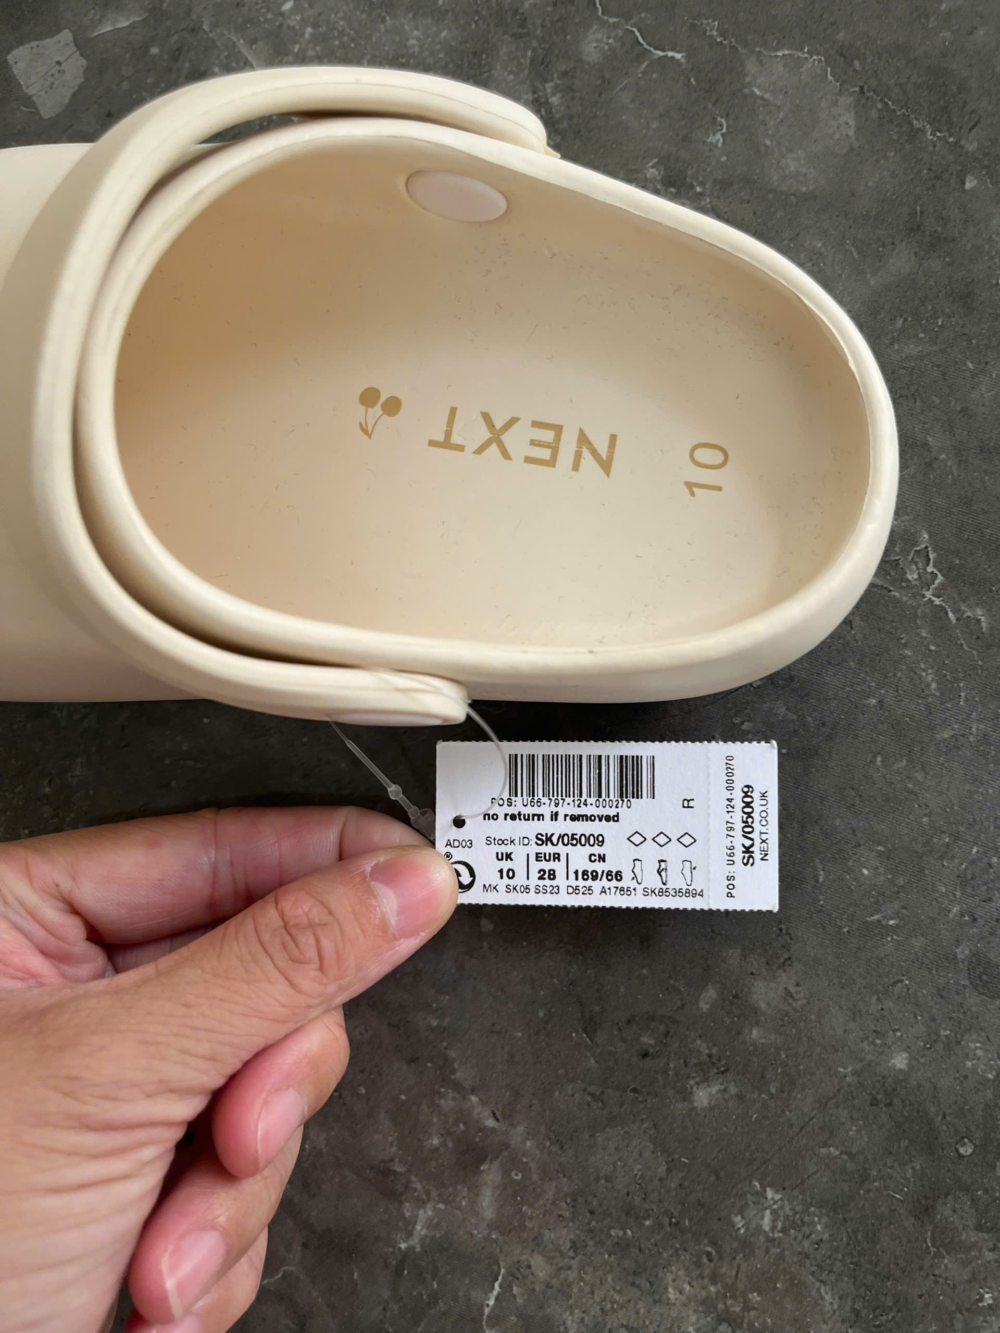 NEXT
10
POS: U66-797-124-000270
R
no return if removed
AD03 Stock ID: SK/05009
UK EUR CN
10 28 169/66
MK SK05 SS23 D525 A17651 SK8535894
POS: U66-797-124-000270
SK/05009
NEXT.CO.UK